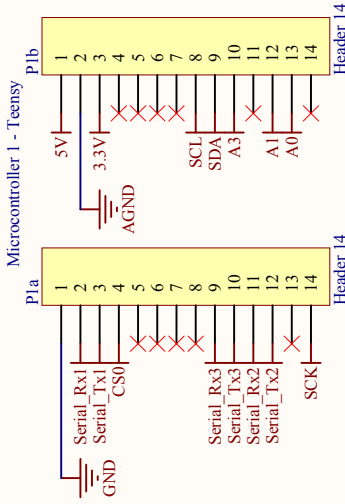 Microcontroller 1 - Teensy
P1a
1
2
3
4
5
6
7
8
9
10
11
12
13
14
Header 14
GND
Serial_Rx1
Serial_Tx1
CS0
Serial_Rx3
Serial_Tx3
Serial_Rx2
Serial_Tx2
SCK
P1b
1
2
3
4
5
6
7
8
9
10
11
12
13
14
Header 14
5V
AGND
3.3V
SCL
SDA
A3
A1
A0